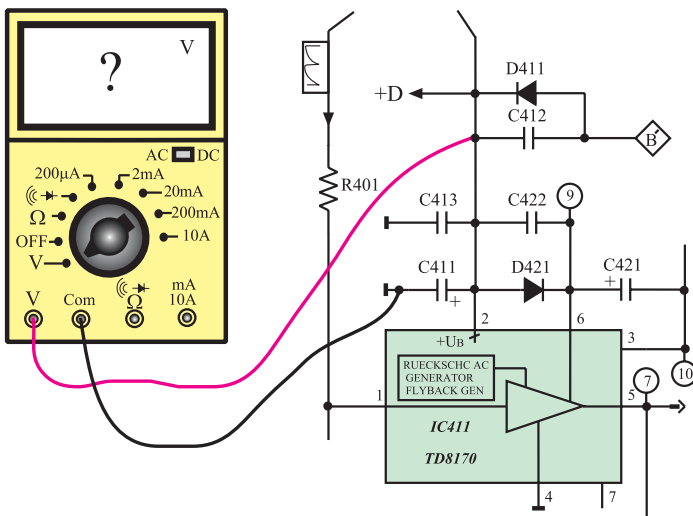 V
?
AC DC
200µA
2mA
20mA
200mA
10A
Ω
OFF
V
V
Com
Ω
mA
10A
+D
D411
C412
B'
R401
C413
C422
9
C411
+
D421
C421
+
+UB
2
6
3
10
RUECKSCHC AC
GENERATOR
FLYBACK GEN
1
5
7
IC411
TD8170
4
7